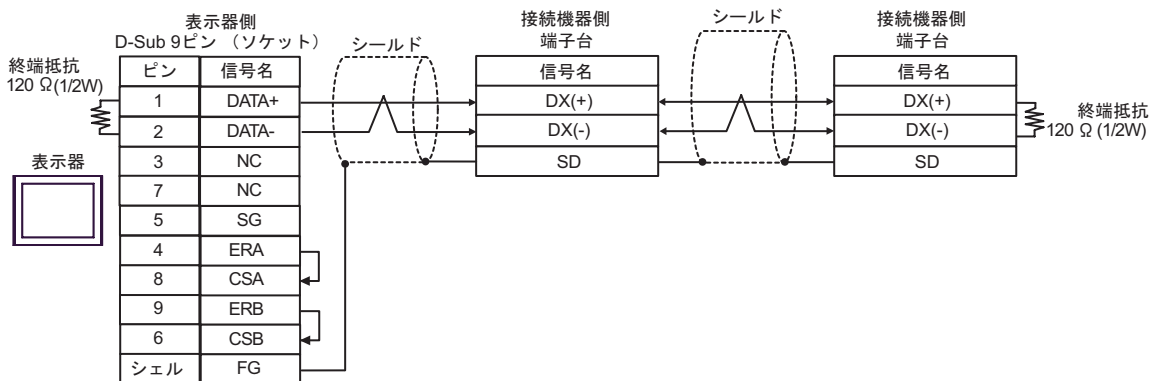 表示器側
D-Sub 9ピン （ソケット）
シールド
接続機器側
端子台
シールド
接続機器側
端子台
終端抵抗
120 Ω(1/2W)
ピン 信号名
1 DATA+
2 DATA-
3 NC
7 NC
5 SG
4 ERA
8 CSA
9 ERB
6 CSB
シェル FG
表示器
信号名
DX(+)
DX(-)
SD
信号名
DX(+)
DX(-)
SD
終端抵抗
120 Ω (1/2W)